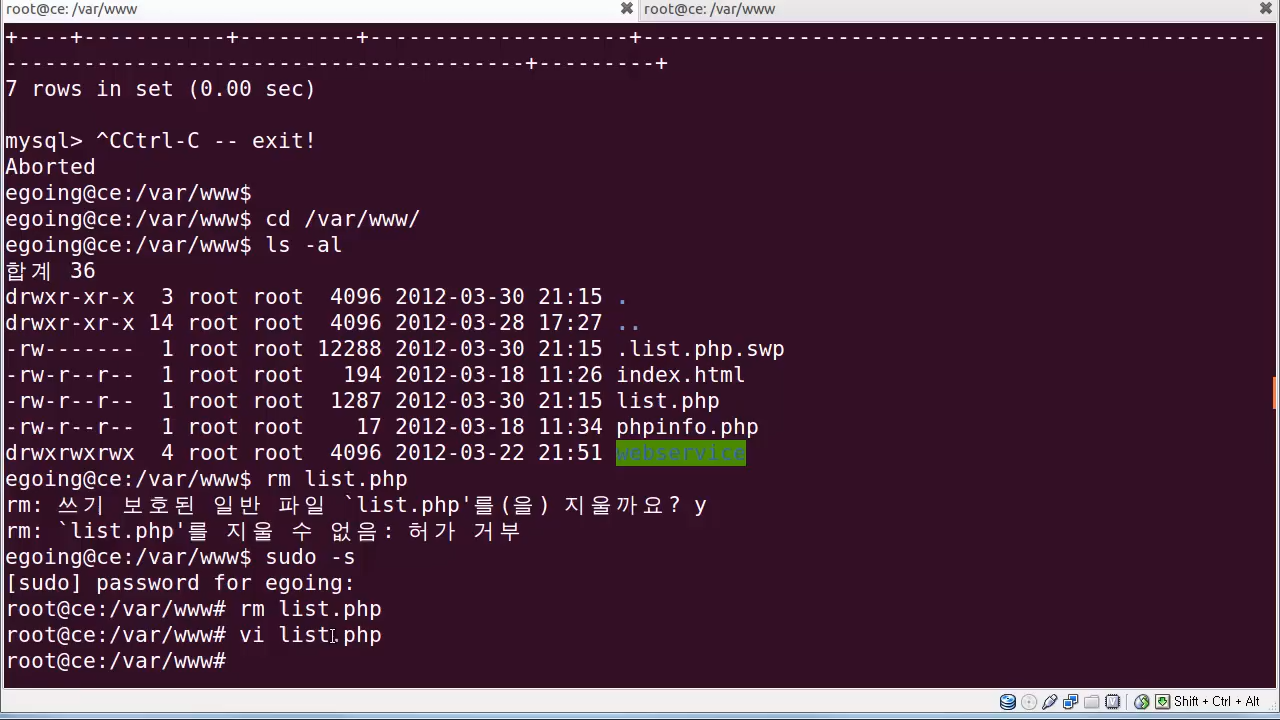 root@ce: /var/www
root@ce: /var/www
+----+-----------+---------+--------------------+------------------------------------------------
----------------------------------------+---------+
7 rows in set (0.00 sec)
mysql> ^CCtrl-C -- exit!
Aborted
egoing@ce:/var/www$
egoing@ce:/var/www$ cd /var/www/
egoing@ce:/var/www$ ls -al
합계 36
drwxr-xr-x  3 root root  4096 2012-03-30 21:15 .
drwxr-xr-x 14 root root  4096 2012-03-28 17:27 ..
-rw-------  1 root root 12288 2012-03-30 21:15 .list.php.swp
-rw-r--r--  1 root root   194 2012-03-18 11:26 index.html
-rw-r--r--  1 root root  1287 2012-03-30 21:15 list.php
-rw-r--r--  1 root root    17 2012-03-18 11:34 phpinfo.php
drwxrwxrwx  4 root root  4096 2012-03-22 21:51 webservice
egoing@ce:/var/www$ rm list.php
rm: 쓰기 보호된 일반 파일 `list.php'를(을) 지울까요? y
rm: `list.php'를 지울 수 없음: 허가 거부
egoing@ce:/var/www$ sudo -s
[sudo] password for egoing:
root@ce:/var/www# rm list.php
root@ce:/var/www# vi list.php
root@ce:/var/www#
Shift + Ctrl + Alt